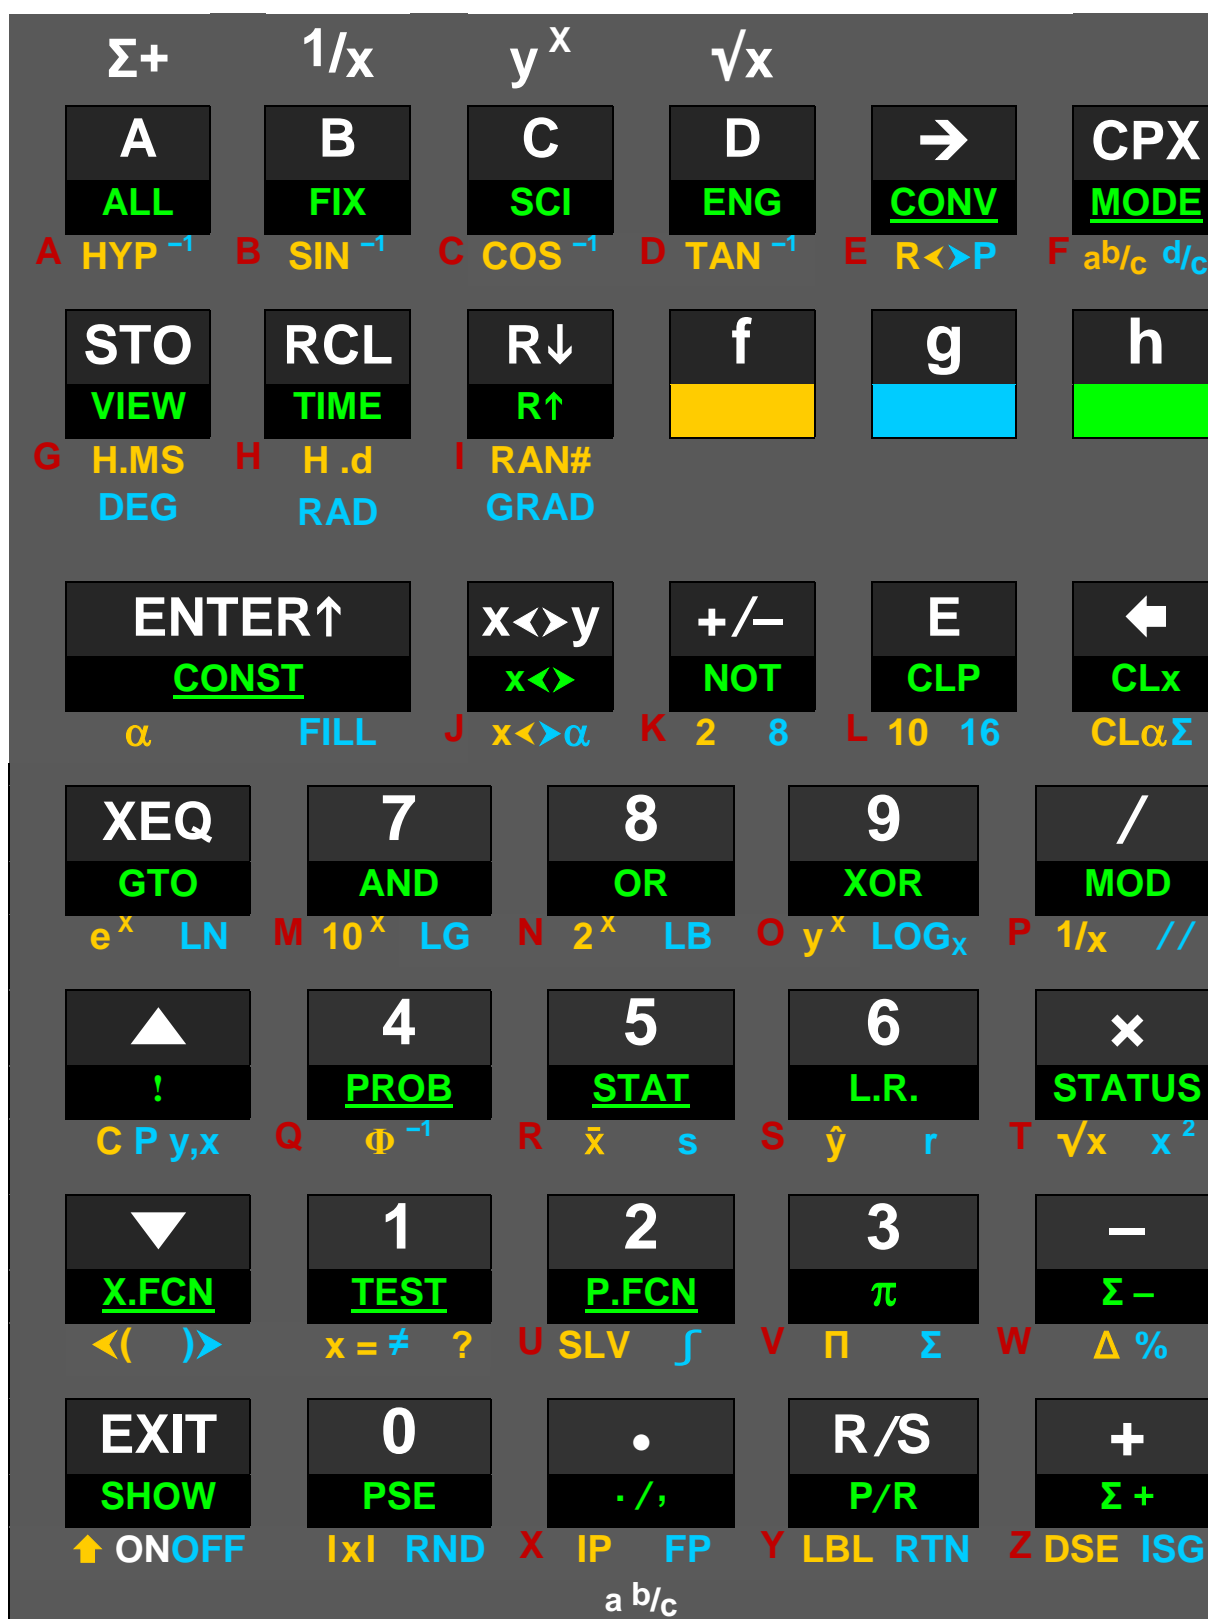 Σ+ 1/x y^x √x
A B C D ➔ CPX
ALL FIX SCI ENG CONV MODE
A HYP ⁻¹ B SIN ⁻¹ C COS ⁻¹ D TAN ⁻¹ E R<>P F ab/c d/c
STO RCL R↓ f g h
VIEW TIME R↑
G H.MS H H .d I RAN#
DEG RAD GRAD
ENTER↑ x<>y +/− E 🡄
CONST x<> NOT CLP CLx
α FILL J x<>α K 2 8 L 10 16 CLαΣ
XEQ 7 8 9 /
GTO AND OR XOR MOD
e^x LN M 10^x LG N 2^x LB O y^x LOGₓ P 1/x //
▲ 4 5 6 ×
! PROB STAT L.R. STATUS
C P y,x Q Φ ⁻¹ R x̄ s S ŷ r T √x x²
▼ 1 2 3 −
X.FCN TEST P.FCN π Σ −
<( )> x = ≠ ? U SLV ∫ V Π Σ W Δ %
EXIT 0 . R/S +
SHOW PSE . / , P/R Σ +
⬆ ONOFF |x| RND X IP FP Y LBL RTN Z DSE ISG
a b/c